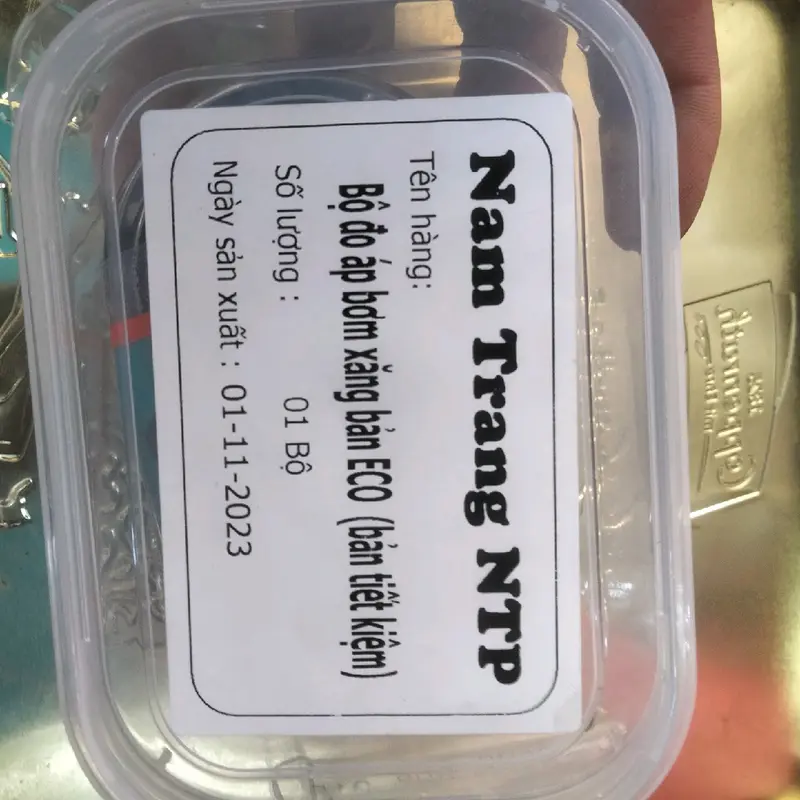 Nam Trang NTP
Tên hàng:
Bộ đo áp bơm xăng bản ECO (bản tiết kiệm)
Số lượng : 01 Bộ
Ngày sản xuất : 01-11-2023